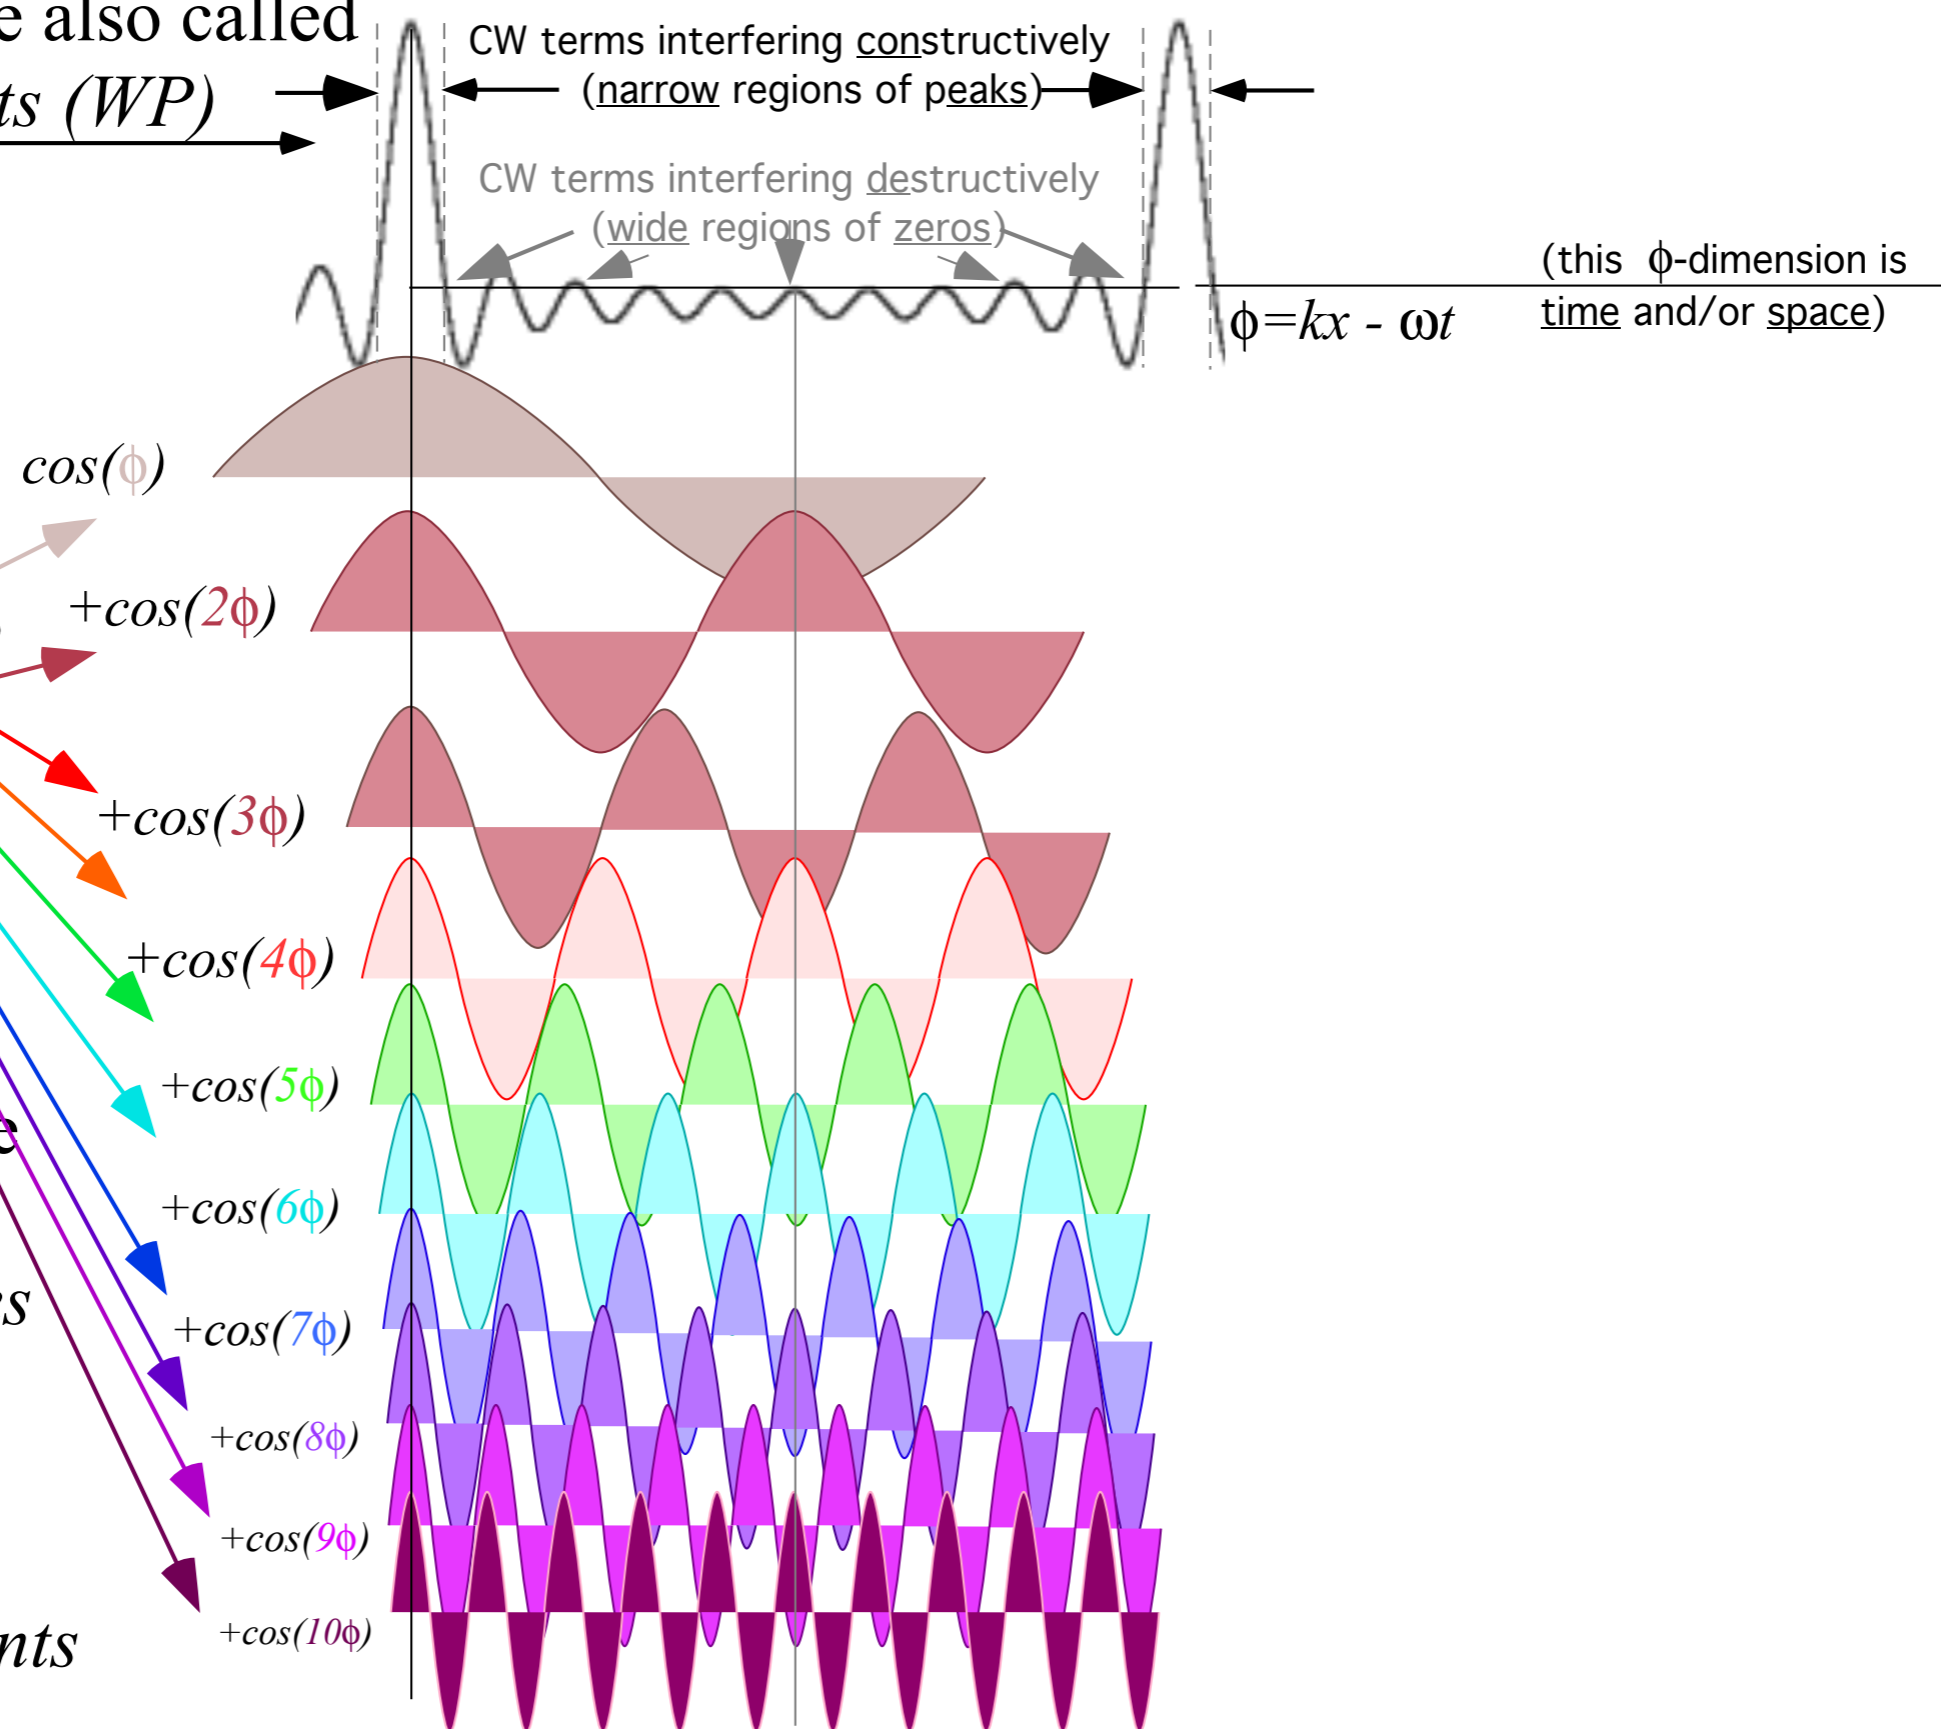 e also called
ts (WP)
CW terms interfering constructively
(narrow regions of peaks)
CW terms interfering destructively
(wide regions of zeros)
(this ϕ-dimension is
time and/or space)
ϕ=kx - ωt
cos(ϕ)
+cos(2ϕ)
+cos(3ϕ)
+cos(4ϕ)
+cos(5ϕ)
e
+cos(6ϕ)
s
+cos(7ϕ)
+cos(8ϕ)
+cos(9ϕ)
+cos(10ϕ)
nts